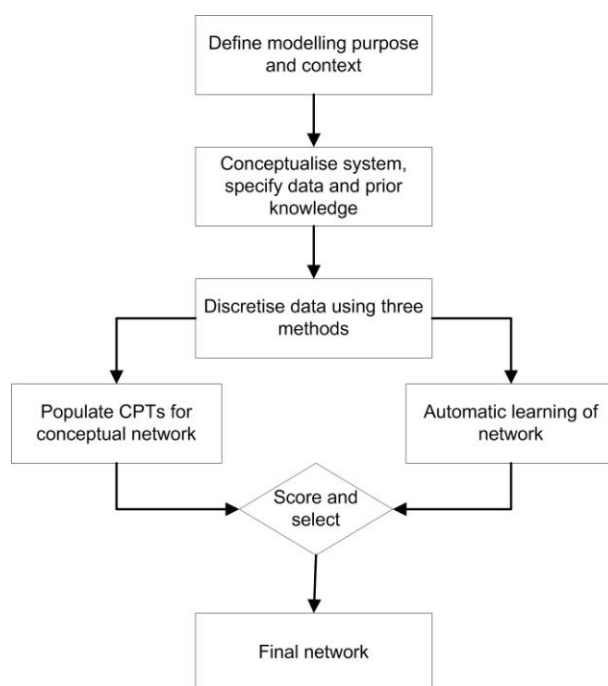 Define modelling purpose
and context
Conceptualise system,
specify data and prior
knowledge
Discretise data using three
methods
Populate CPTs for
conceptual network
Automatic learning of
network
Score and
select
Final network